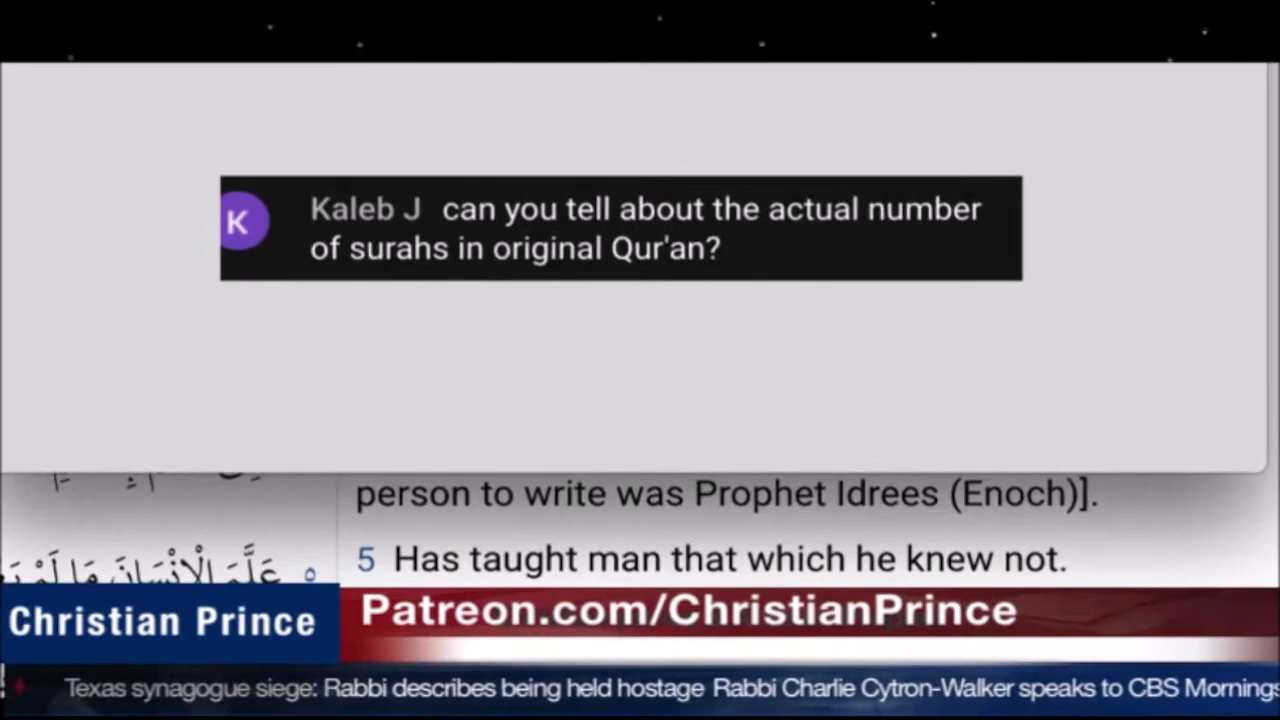 K
Kaleb J can you tell about the actual number
of surahs in original Qur'an?
person to write was Prophet Idrees (Enoch)].
عَلَّمَ الْاِنْسَانَ مَا لَمْ
5 Has taught man that which he knew not.
Christian Prince
Patreon.com/ChristianPrince
Texas synagogue siege: Rabbi describes being held hostage Rabbi Charlie Cytron-Walker speaks to CBS Mornings